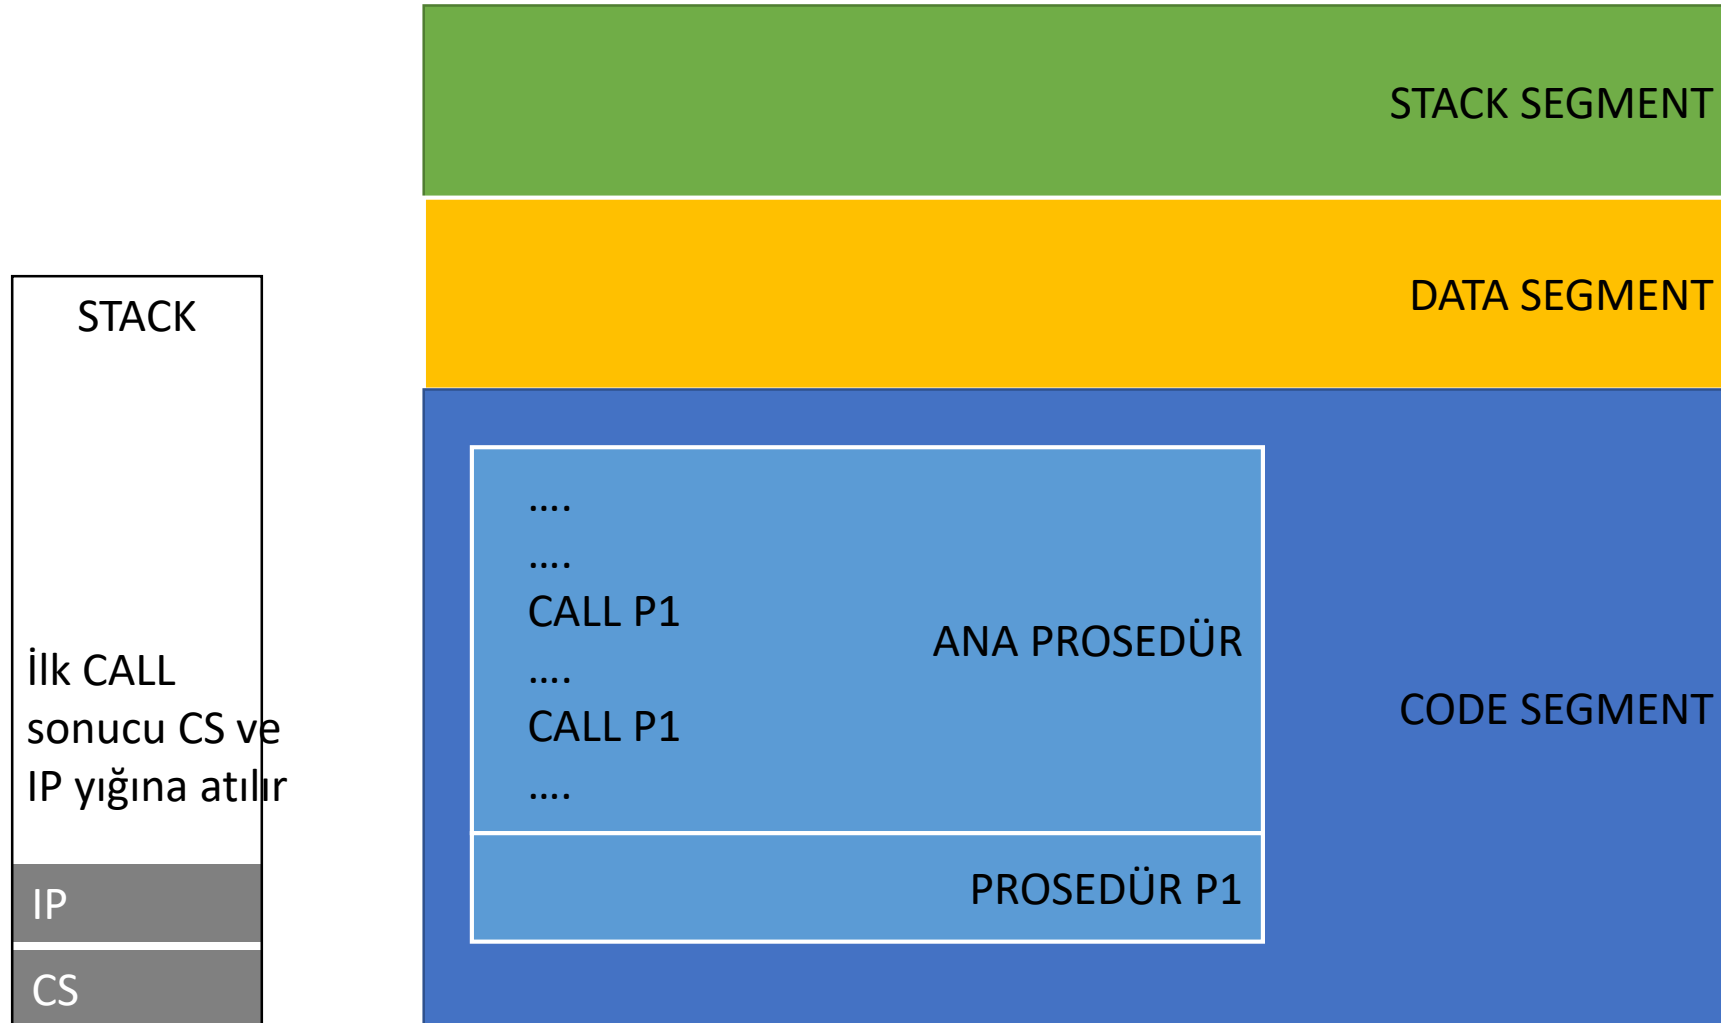 STACK SEGMENT
DATA SEGMENT
STACK
İlk CALL
sonucu CS ve
IP yığına atılır
IP
CS
….
….
CALL P1
….
CALL P1
….
ANA PROSEDÜR
PROSEDÜR P1
CODE SEGMENT